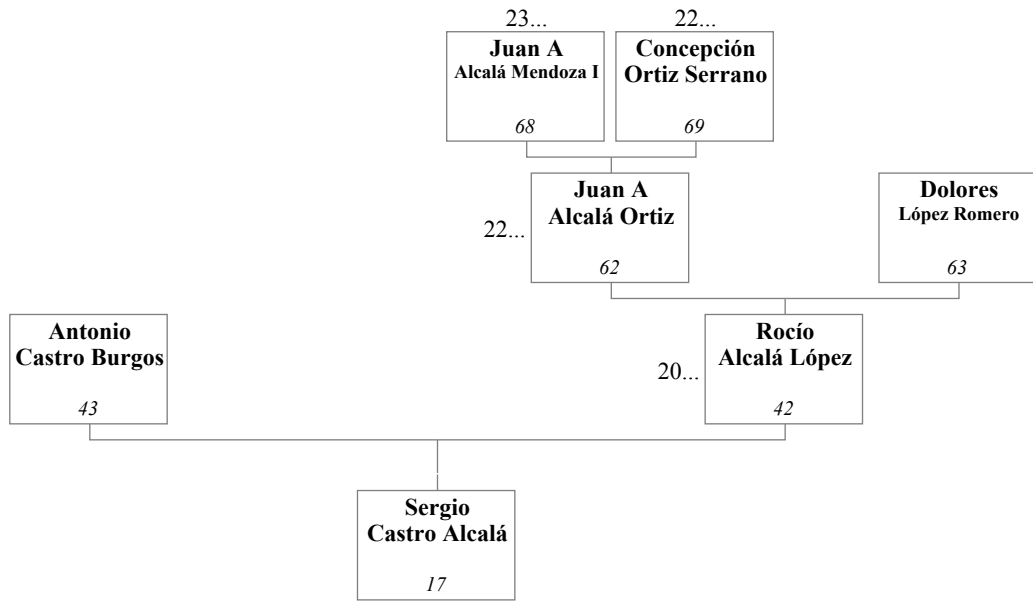 23...
22...
Juan A
Alcalá Mendoza I
68
Concepción
Ortiz Serrano
69
22...
Juan A
Alcalá Ortiz
62
Dolores
López Romero
63
Antonio
Castro Burgos
43
20...
Rocío
Alcalá López
42
Sergio
Castro Alcalá
17